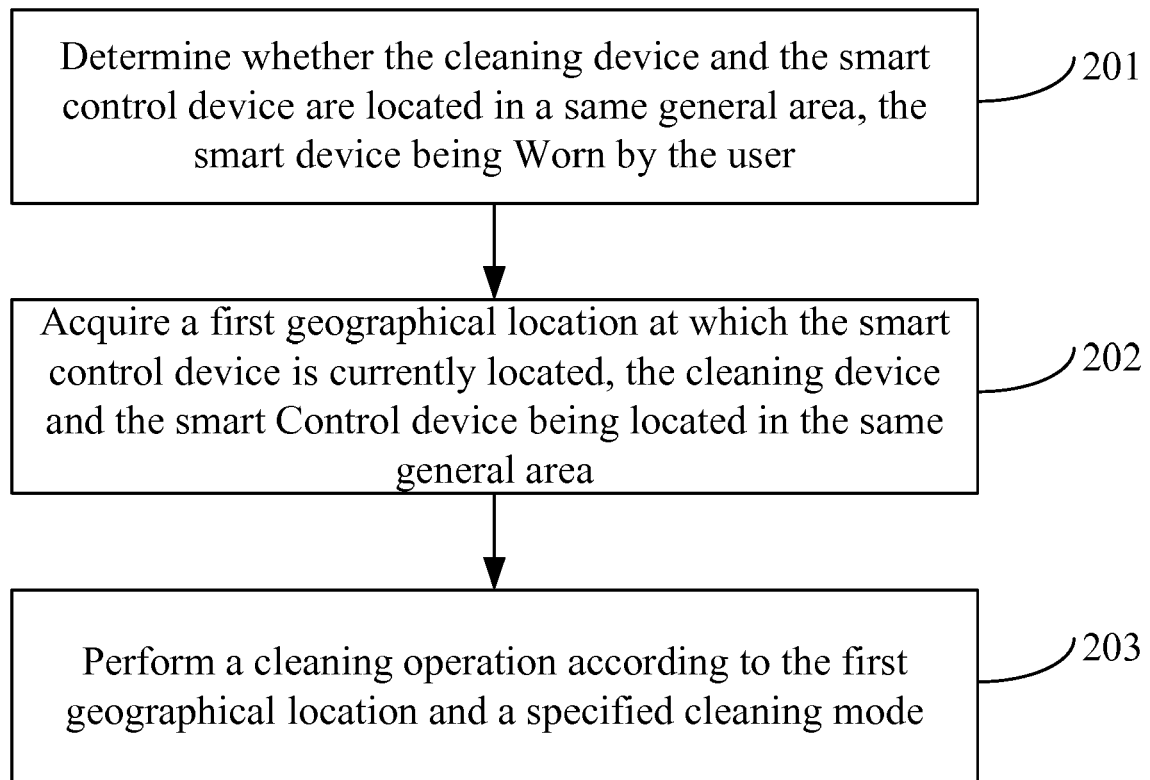 Determine whether the cleaning device and the smart
control device are located in a same general area, the
smart device being Worn by the user
201
Acquire a first geographical location at which the smart
control device is currently located, the cleaning device
and the smart Control device being located in the same
general area
202
Perform a cleaning operation according to the first
geographical location and a specified cleaning mode
203